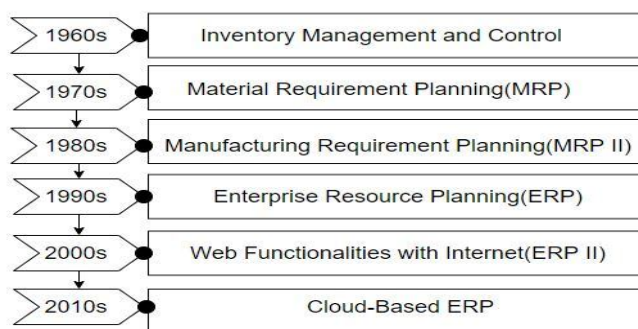 1960s Inventory Management and Control
1970s Material Requirement Planning(MRP)
1980s Manufacturing Requirement Planning(MRP II)
1990s Enterprise Resource Planning(ERP)
2000s Web Functionalities with Internet(ERP II)
2010s Cloud-Based ERP